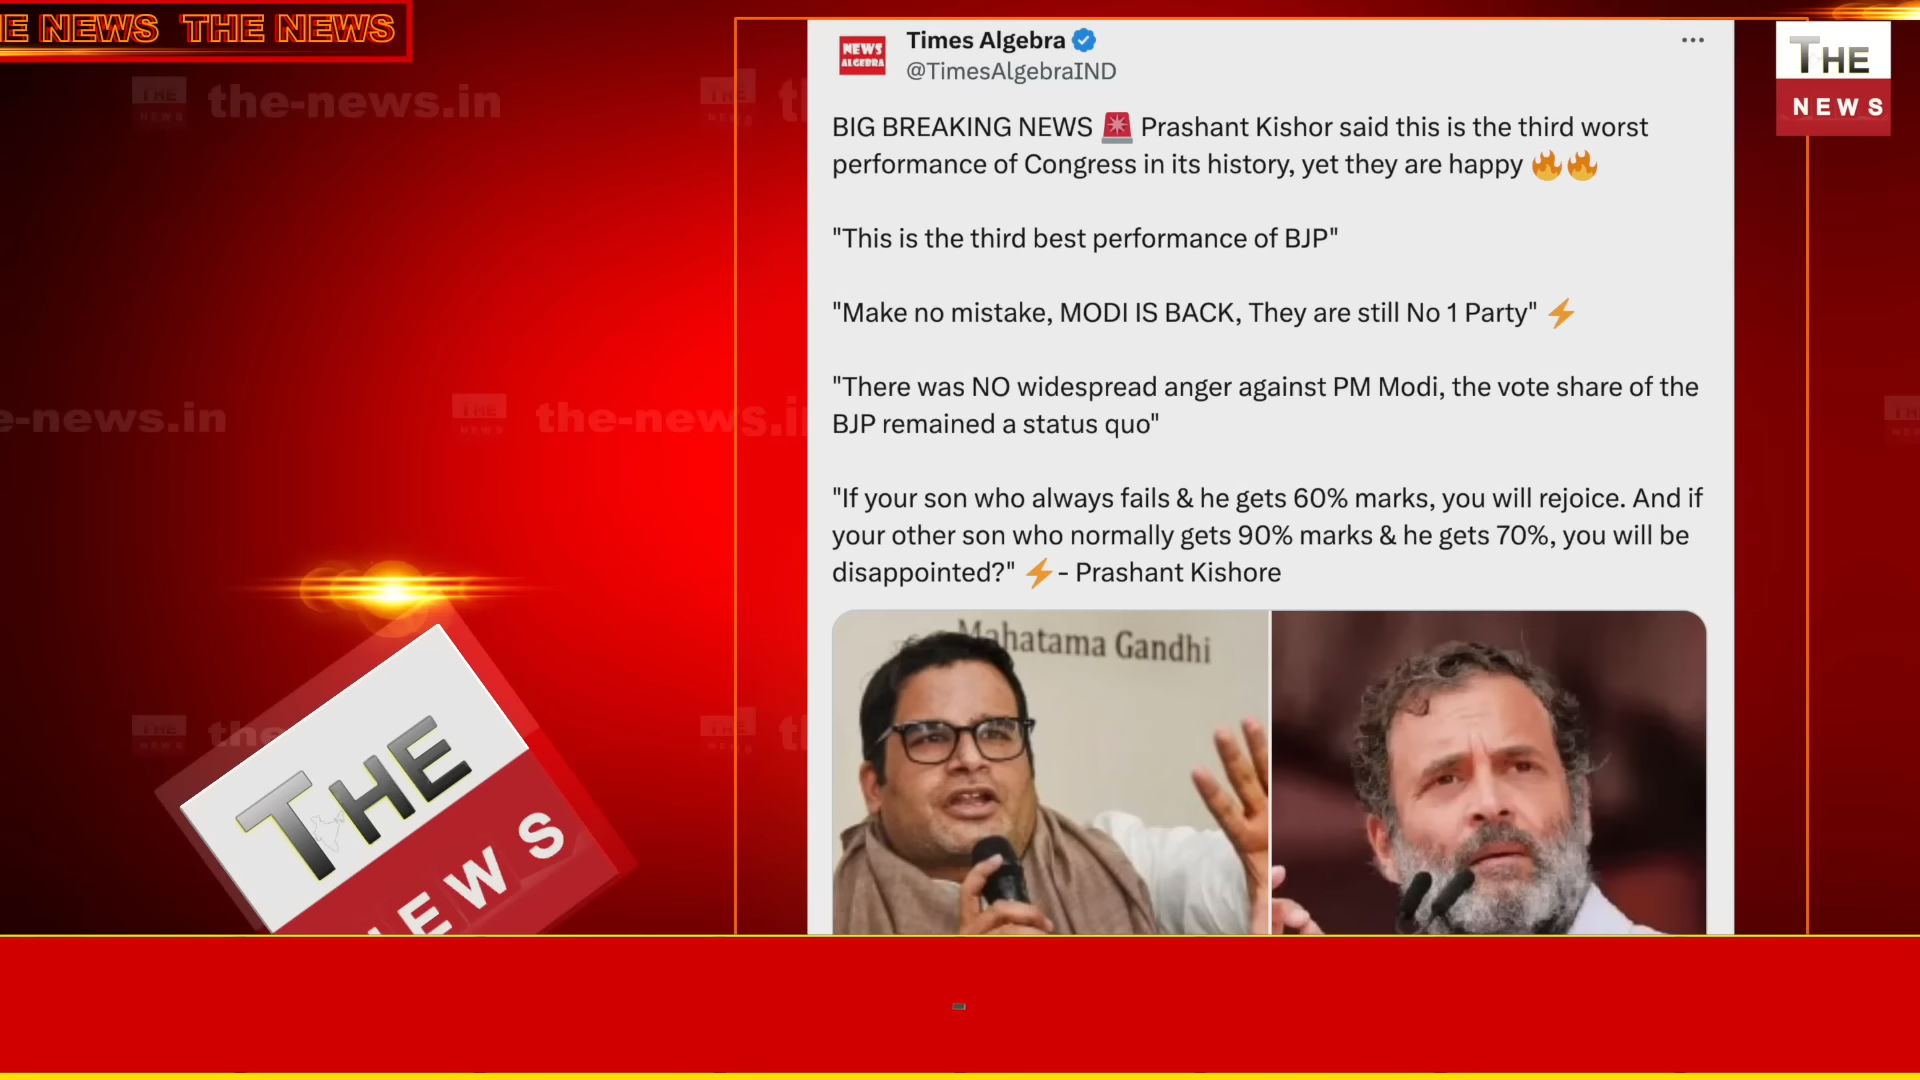 E NEWS THE NEWS
the-news.in
THE
NEWS
e-news.in
the-news.i
Times Algebra
@TimesAlgebraIND
NEWS
ALGEBRA
BIG BREAKING NEWS 🚨 Prashant Kishor said this is the third worst
performance of Congress in its history, yet they are happy 🔥🔥
"This is the third best performance of BJP"
"Make no mistake, MODI IS BACK, They are still No 1 Party" ⚡
"There was NO widespread anger against PM Modi, the vote share of the
BJP remained a status quo"
"If your son who always fails & he gets 60% marks, you will rejoice. And if
your other son who normally gets 90% marks & he gets 70%, you will be
disappointed?" ⚡- Prashant Kishore
Mahatama Gandhi
THE
EWS